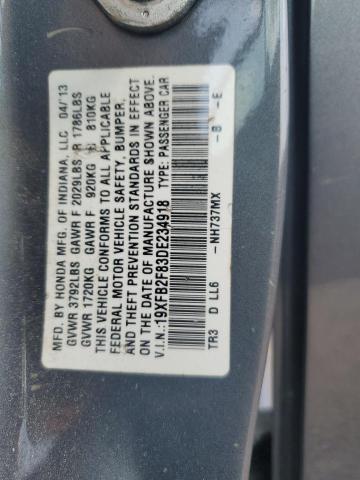 MFD. BY HONDA MFG. OF INDIANA, LLC 04/13
GVWR 3792LBS GAWR F 2029LBS R 1786LBS
GVWR 1720KG GAWR F 920KG R 810KG
THIS VEHICLE CONFORMS TO ALL APPLICABLE
FEDERAL MOTOR VEHICLE SAFETY, BUMPER,
AND THEFT PREVENTION STANDARDS IN EFFECT
ON THE DATE OF MANUFACTURE SHOWN ABOVE.
V.I.N.:19XFB2F83DE234918 TYPE: PASSENGER CAR
TR3 D LL6 -NH737MX -B -E